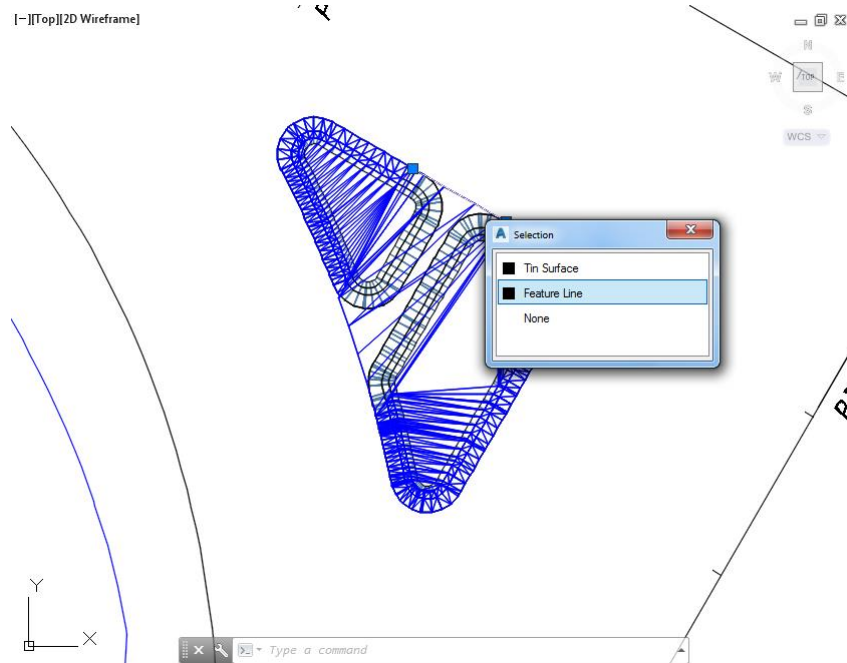 [−][Top][2D Wireframe]
N
W
TOP
E
S
WCS
Selection
Tin Surface
Feature Line
None
Y
X
Type a command